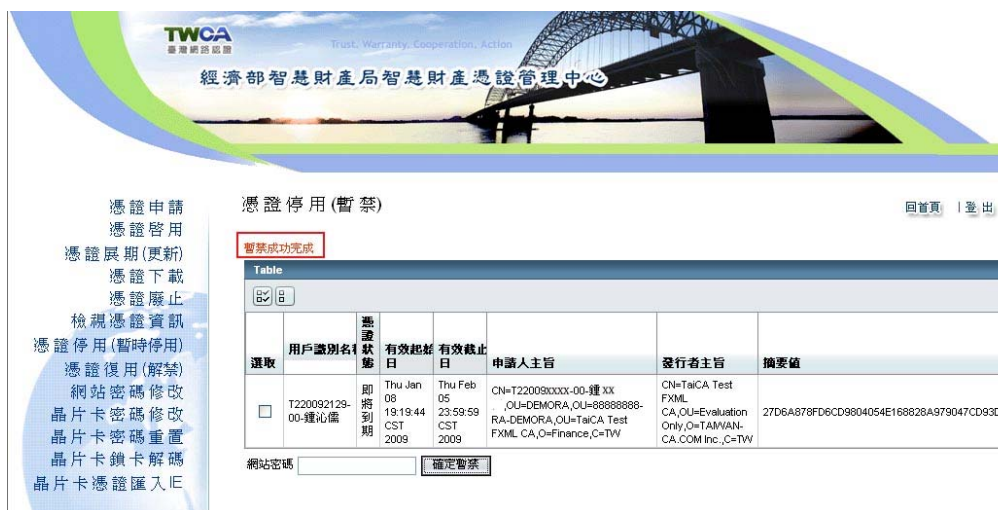 TWCA
臺灣網路認證
Trust, Warranty, Cooperation, Action
經濟部智慧財產局智慧財產憑證管理中心
憑證申請
憑證啓用
憑證展期(更新)
憑證下載
憑證廢止
檢視憑證資訊
憑證停用(暫時停用)
憑證復用(解禁)
網站密碼修改
晶片卡密碼修改
晶片卡密碼重置
晶片卡鎖卡解碼
晶片卡憑證匯入IE
憑證停用(暫禁)
回首頁 | 登出
暫禁成功完成
Table
選取 用戶識別名 憑證狀態 有效起始日 有效截止日 申請人主旨 發行者主旨 摘要值
T220092129-00-鍾沁儒
即將到期
Thu Jan 08 19:19:44 CST 2009
Thu Feb 05 23:59:59 CST 2009
CN=T22009xxxx-00-鍾 XX
,OU=DEMORA,OU=88888888-
RA-DEMORA,OU=TaiCA Test
FXML CA,O=Finance,C=TW
CN=TaiCA Test
FXML
CA,OU=Evaluation
Only,O=TAIWAN-
CA.COM Inc.,C=TW
27D6A878FD6CD9804054E168828A979047CD93D
網站密碼
確定暫禁